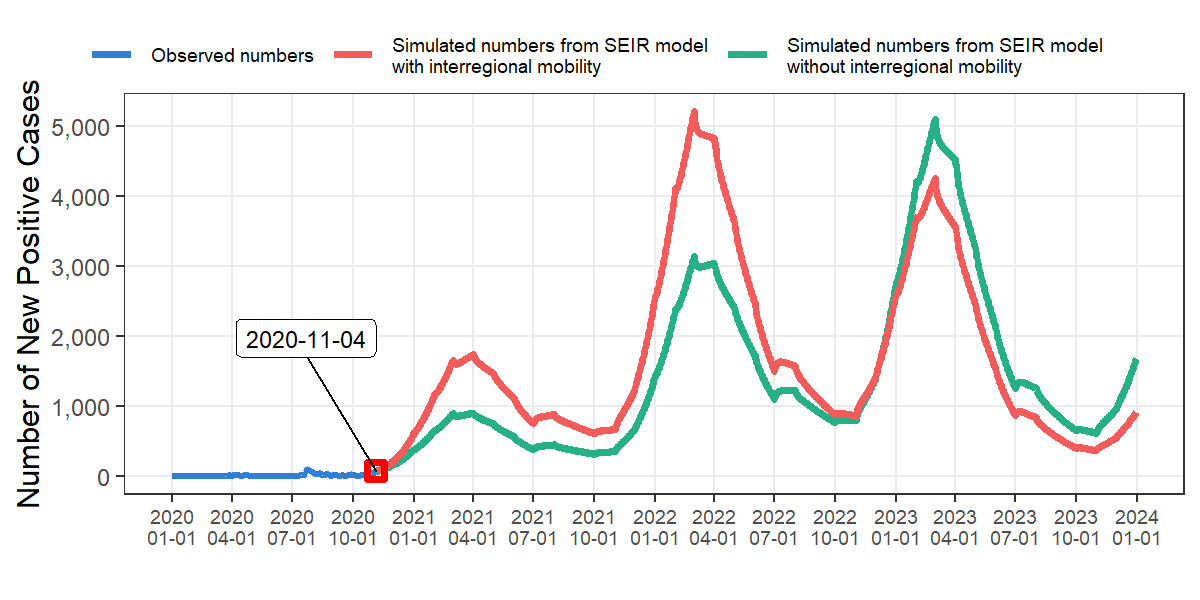 Observed numbers
Simulated numbers from SEIR model
with interregional mobility
Simulated numbers from SEIR model
without interregional mobility
Number of New Positive Cases
5,000
4,000
3,000
2,000
1,000
0
2020-11-04
2020 2020 2020 2020 2021 2021 2021 2021 2022 2022 2022 2022 2023 2023 2023 2023 2024
01-01 04-01 07-01 10-01 01-01 04-01 07-01 10-01 01-01 04-01 07-01 10-01 01-01 04-01 07-01 10-01 01-01